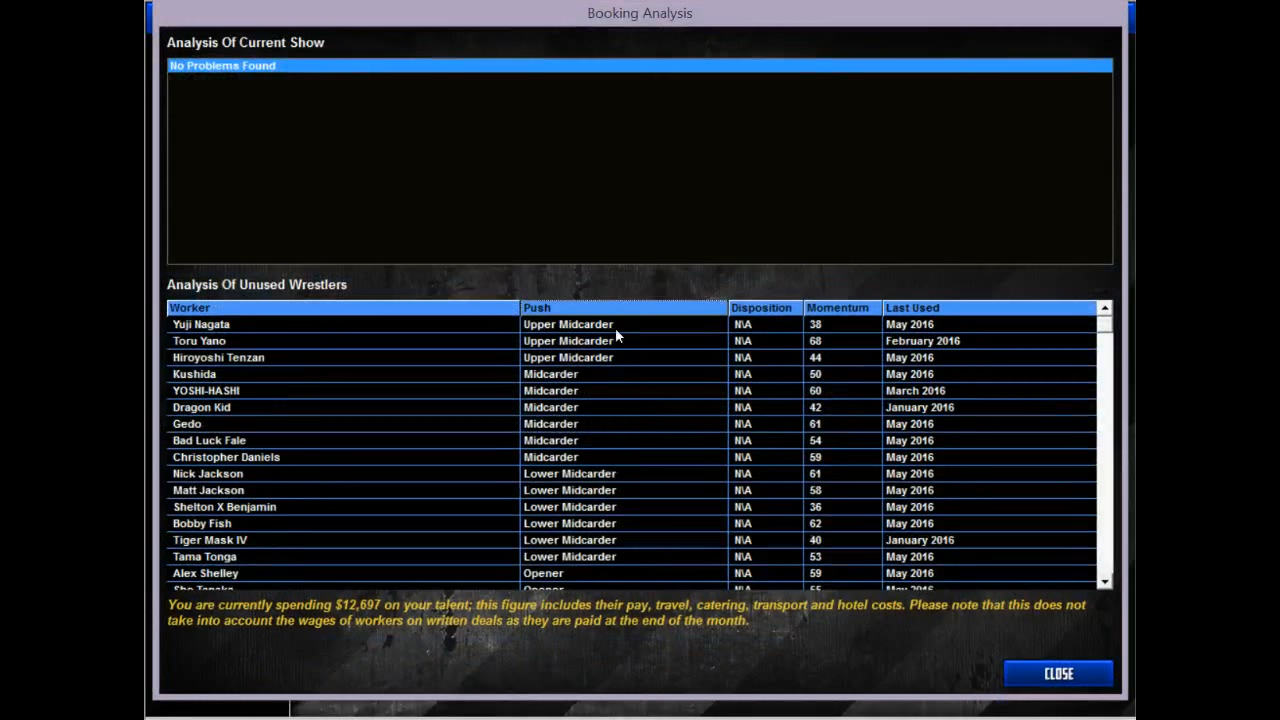 Booking Analysis
Analysis Of Current Show
No Problems Found
Analysis Of Unused Wrestlers
Worker Push Disposition Momentum Last Used
Yuji Nagata Upper Midcarder N\A 38 May 2016
Toru Yano Upper Midcarder N\A 68 February 2016
Hiroyoshi Tenzan Upper Midcarder N\A 44 May 2016
Kushida Midcarder N\A 50 May 2016
YOSHI-HASHI Midcarder N\A 60 March 2016
Dragon Kid Midcarder N\A 42 January 2016
Gedo Midcarder N\A 61 May 2016
Bad Luck Fale Midcarder N\A 54 May 2016
Christopher Daniels Midcarder N\A 59 May 2016
Nick Jackson Lower Midcarder N\A 61 May 2016
Matt Jackson Lower Midcarder N\A 58 May 2016
Shelton X Benjamin Lower Midcarder N\A 36 May 2016
Bobby Fish Lower Midcarder N\A 62 May 2016
Tiger Mask IV Lower Midcarder N\A 40 January 2016
Tama Tonga Lower Midcarder N\A 53 May 2016
Alex Shelley Opener N\A 59 May 2016
Sho Tanaka Opener N\A 55 May 2016
You are currently spending $12,697 on your talent; this figure includes their pay, travel, catering, transport and hotel costs. Please note that this does not
take into account the wages of workers on written deals as they are paid at the end of the month.
CLOSE